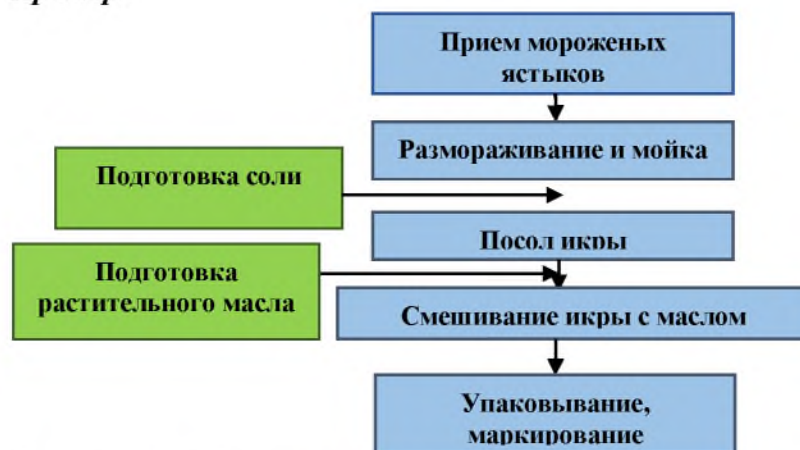 Прием мороженых
ястыков
Размораживание и мойка
Подготовка соли
Посол икры
Подготовка
растительного масла
Смешивание икры с маслом
Упаковывание,
маркирование